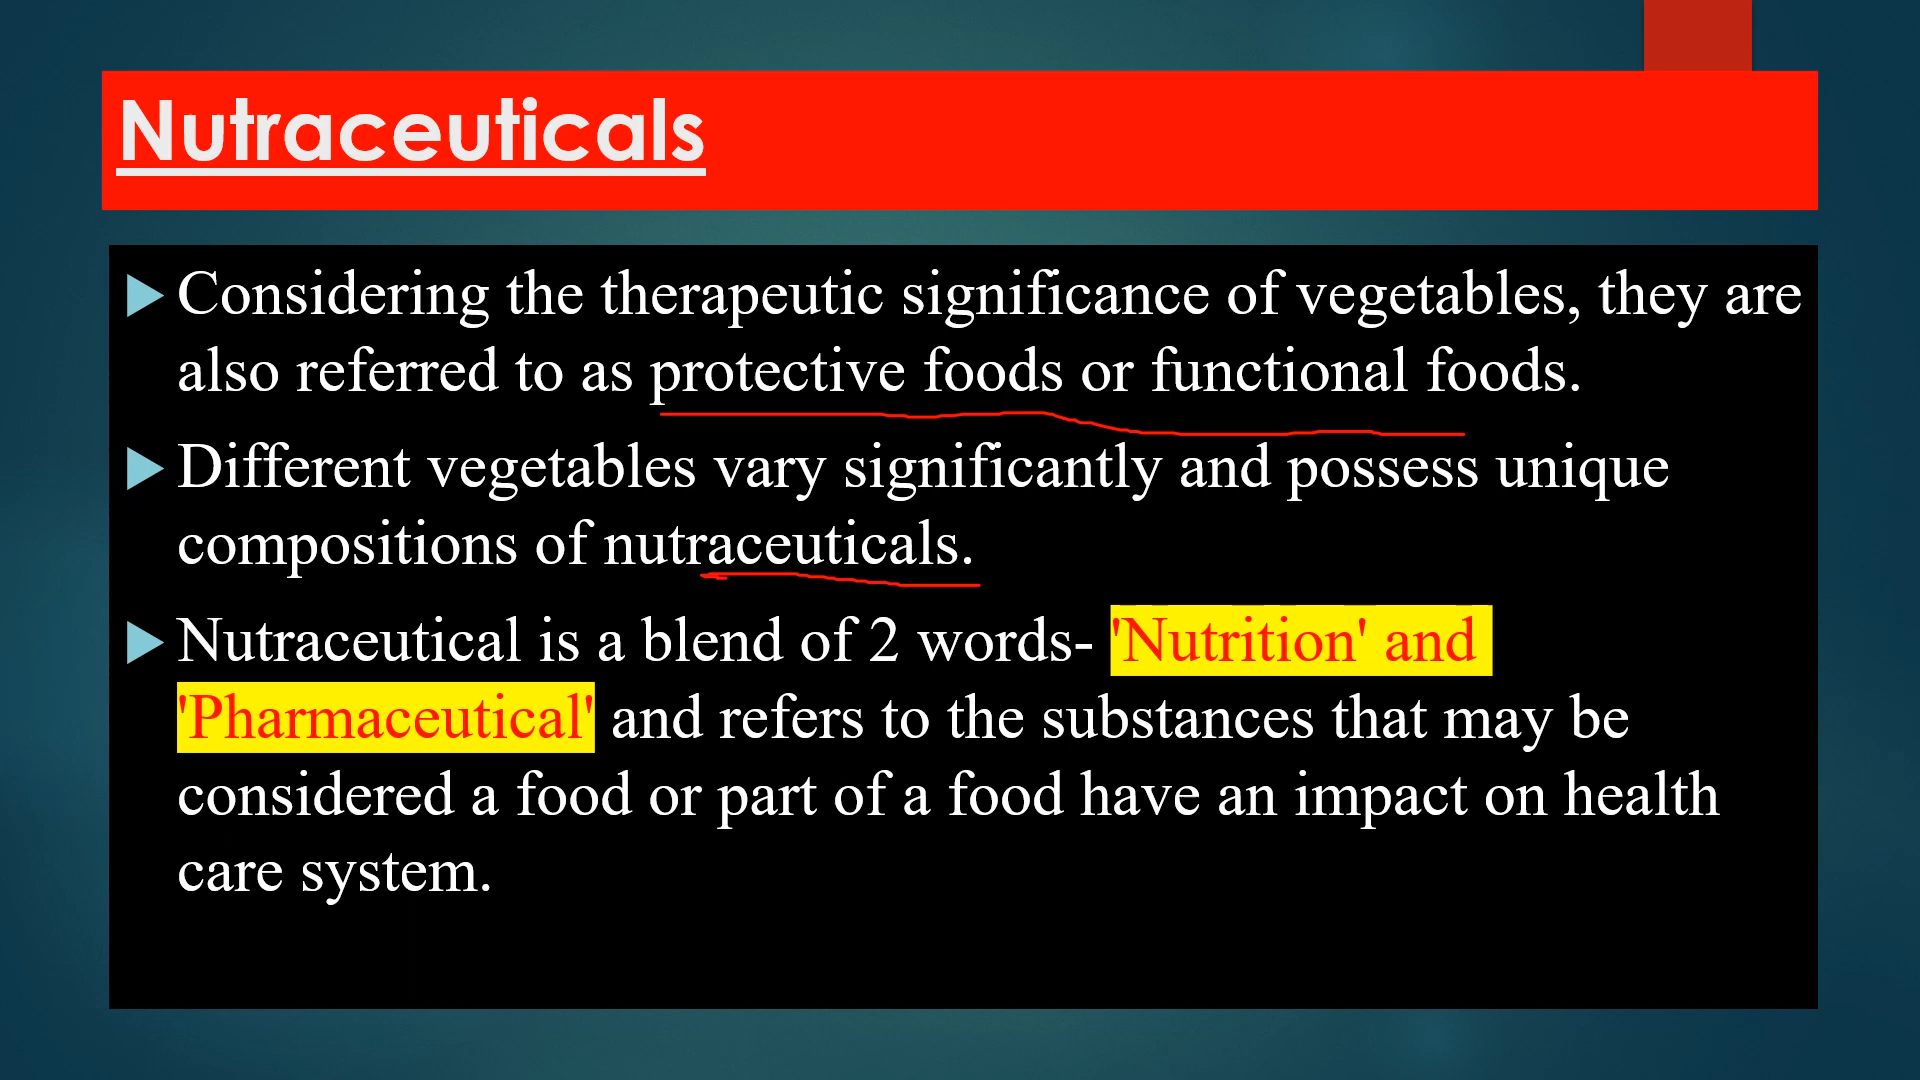 Nutraceuticals
Considering the therapeutic significance of vegetables, they are
also referred to as protective foods or functional foods.
Different vegetables vary significantly and possess unique
compositions of nutraceuticals.
Nutraceutical is a blend of 2 words- 'Nutrition' and
'Pharmaceutical' and refers to the substances that may be
considered a food or part of a food have an impact on health
care system.